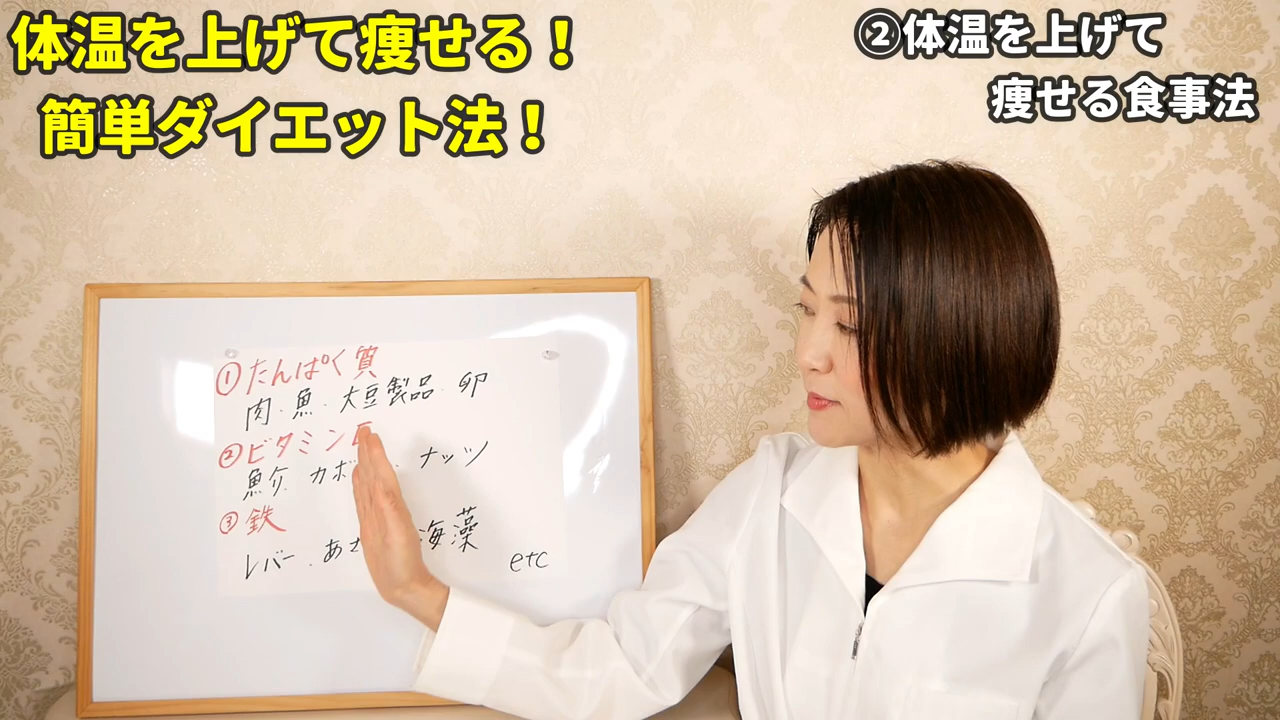 体温を上げて痩せる！
簡単ダイエット法！
②体温を上げて
痩せる食事法
①たんぱく質
肉.魚.大豆製品.卵
②ビタミンE
魚介.カボ . ナッツ
③鉄
レバー.あさ 海藻
etc